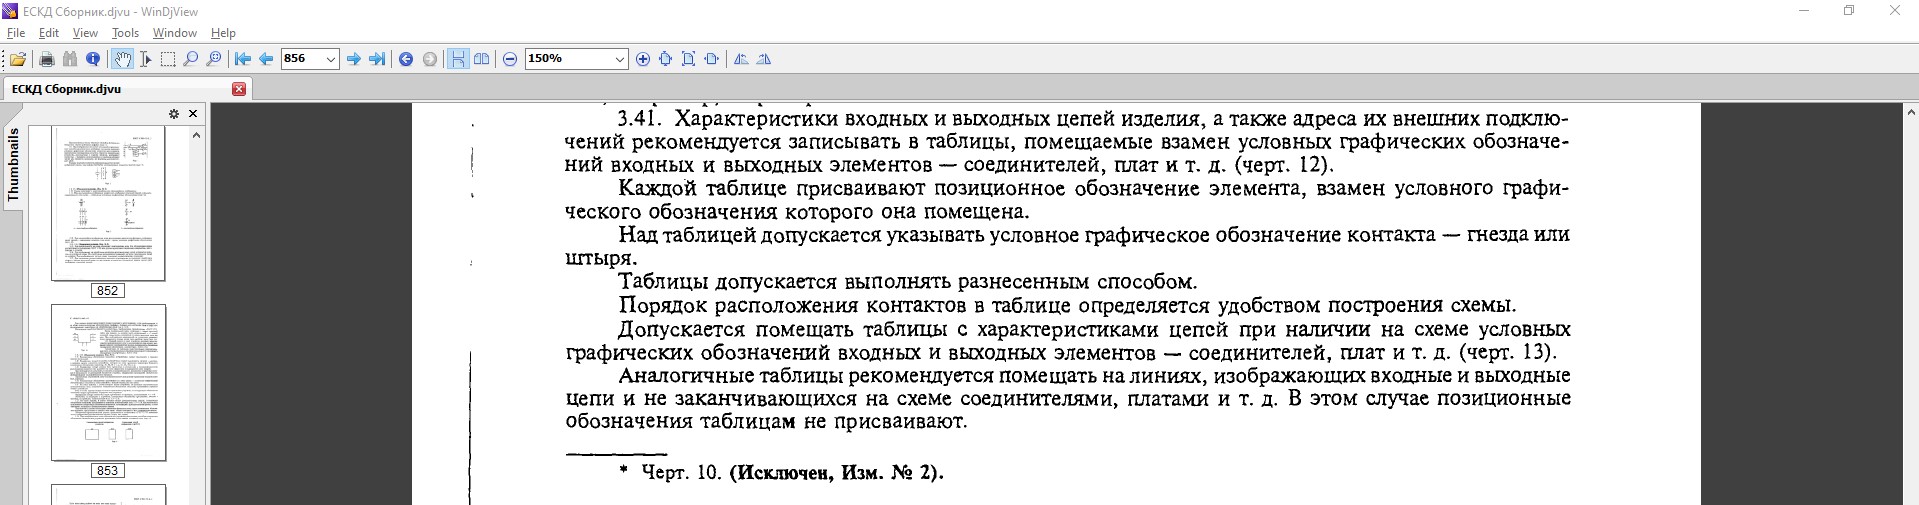 ЕСКД Сборник.djvu - WinDjView
File Edit View Tools Window Help
856 150%
ЕСКД Сборник.djvu
Thumbnails
852
853
3.41. Характеристики входных и выходных цепей изделия, а также адреса их внешних подклю-
чений рекомендуется записывать в таблицы, помещаемые взамен условных графических обозначе-
ний входных и выходных элементов — соединителей, плат и т. д. (черт. 12).
Каждой таблице присваивают позиционное обозначение элемента, взамен условного графи-
ческого обозначения которого она помещена.
Над таблицей допускается указывать условное графическое обозначение контакта — гнезда или
штыря.
Таблицы допускается выполнять разнесенным способом.
Порядок расположения контактов в таблице определяется удобством построения схемы.
Допускается помещать таблицы с характеристиками цепей при наличии на схеме условных
графических обозначений входных и выходных элементов — соединителей, плат и т. д. (черт. 13).
Аналогичные таблицы рекомендуется помещать на линиях, изображающих входные и выходные
цепи и не заканчивающихся на схеме соединителями, платами и т. д. В этом случае позиционные
обозначения таблицам не присваивают.
* Черт. 10. (Исключен, Изм. № 2).